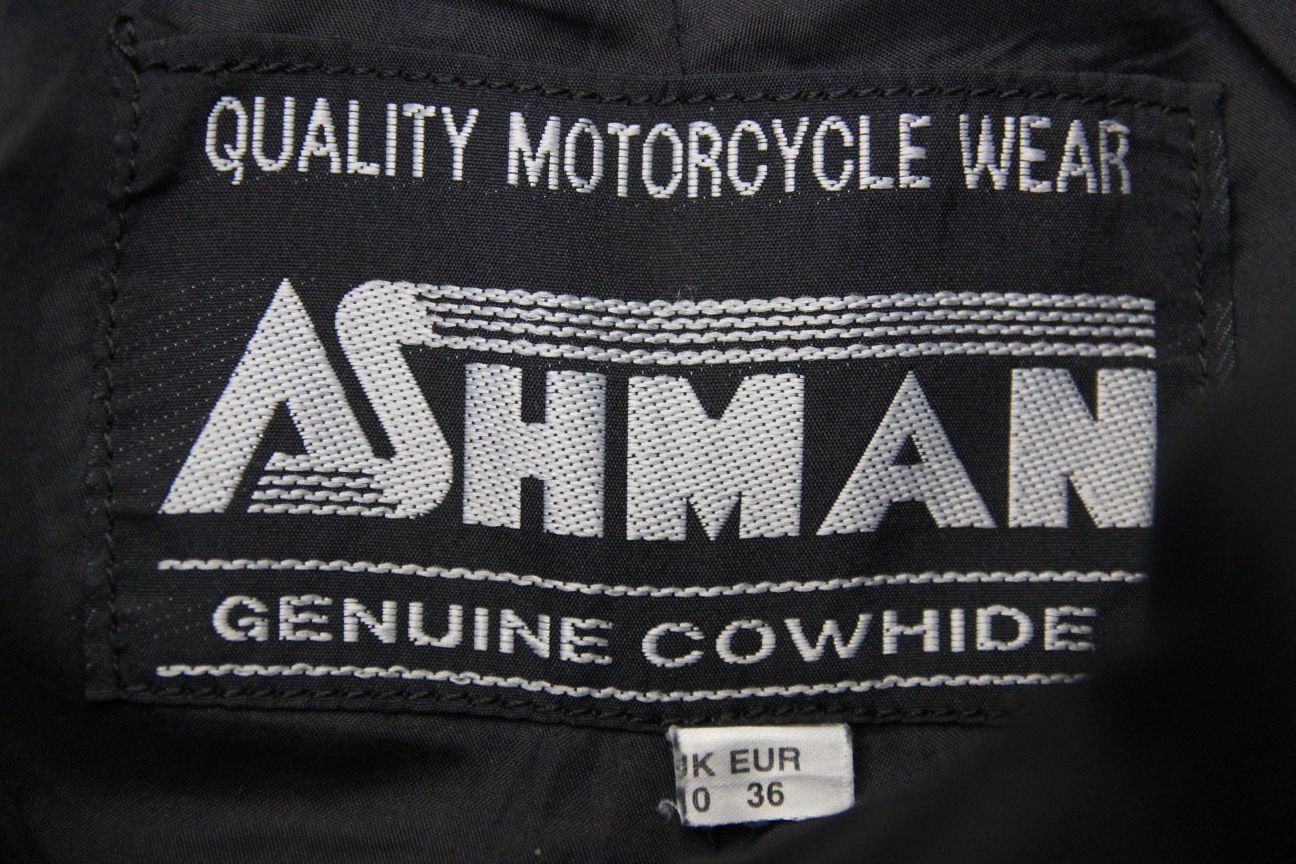 QUALITY MOTORCYCLE WEAR
ASHMAN
GENUINE COWHIDE
EUR
36